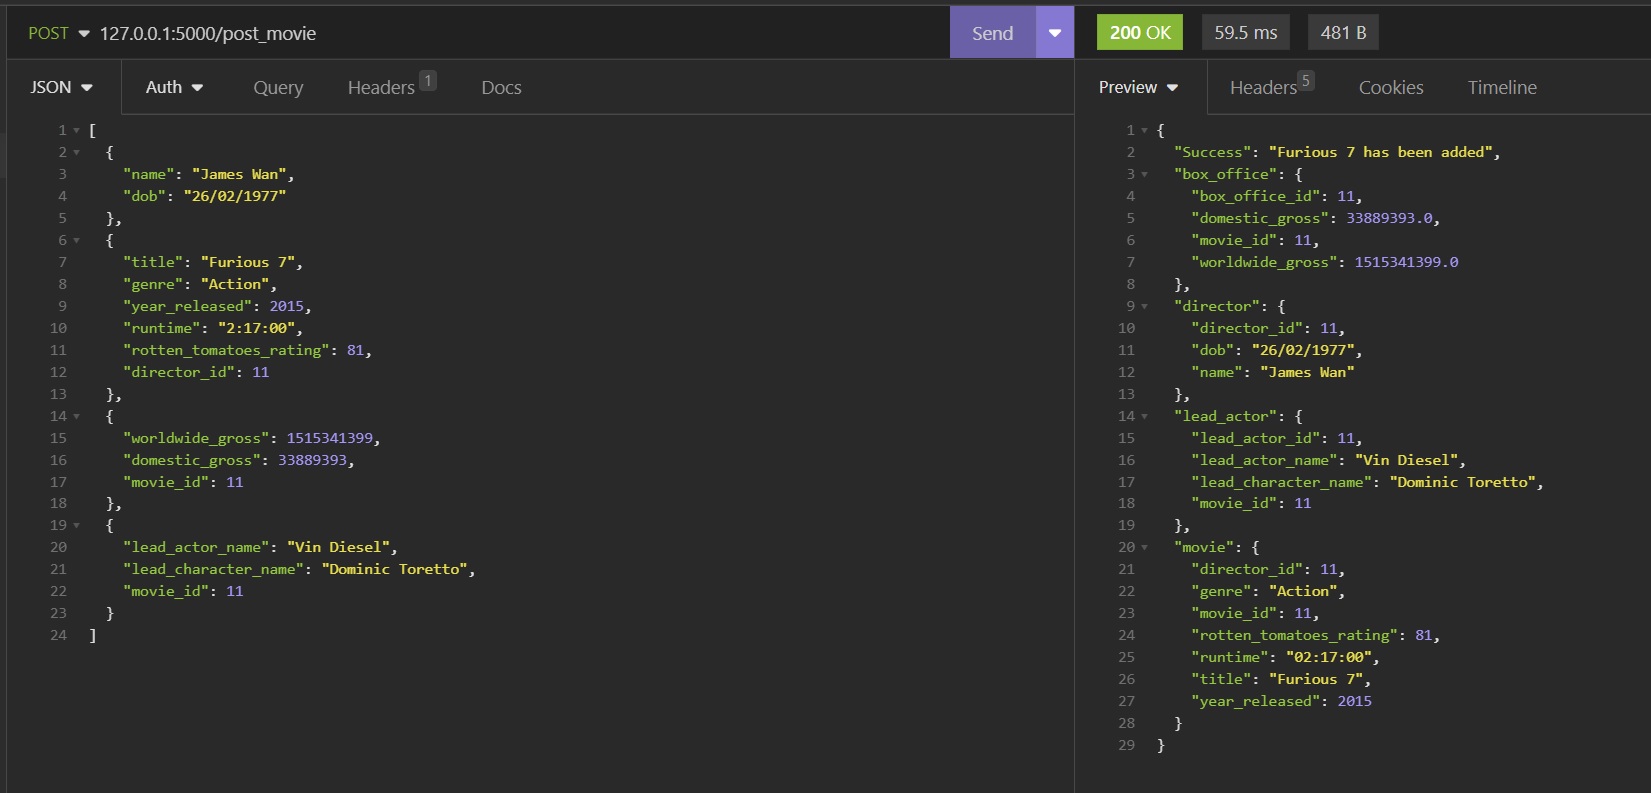 POST 127.0.0.1:5000/post_movie Send 200 OK 59.5 ms 481 B
JSON Auth Query Headers 1 Docs Preview Headers 5 Cookies Timeline
1 [
2 {
3 "name": "James Wan",
4 "dob": "26/02/1977"
5 },
6 {
7 "title": "Furious 7",
8 "genre": "Action",
9 "year_released": 2015,
10 "runtime": "2:17:00",
11 "rotten_tomatoes_rating": 81,
12 "director_id": 11
13 },
14 {
15 "worldwide_gross": 1515341399,
16 "domestic_gross": 33889393,
17 "movie_id": 11
18 },
19 {
20 "lead_actor_name": "Vin Diesel",
21 "lead_character_name": "Dominic Toretto",
22 "movie_id": 11
23 }
24 ]
1 {
2 "Success": "Furious 7 has been added",
3 "box_office": {
4 "box_office_id": 11,
5 "domestic_gross": 33889393.0,
6 "movie_id": 11,
7 "worldwide_gross": 1515341399.0
8 },
9 "director": {
10 "director_id": 11,
11 "dob": "26/02/1977",
12 "name": "James Wan"
13 },
14 "lead_actor": {
15 "lead_actor_id": 11,
16 "lead_actor_name": "Vin Diesel",
17 "lead_character_name": "Dominic Toretto",
18 "movie_id": 11
19 },
20 "movie": {
21 "director_id": 11,
22 "genre": "Action",
23 "movie_id": 11,
24 "rotten_tomatoes_rating": 81,
25 "runtime": "02:17:00",
26 "title": "Furious 7",
27 "year_released": 2015
28 }
29 }